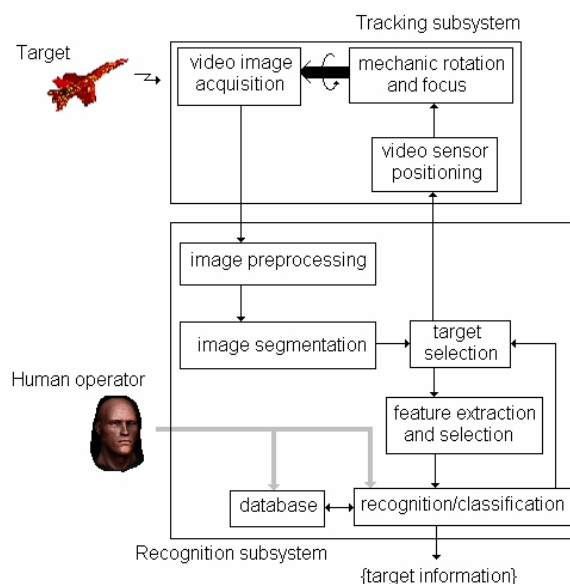 Tracking subsystem
Target
video image
acquisition
mechanic rotation
and focus
video sensor
positioning
image preprocessing
image segmentation
target
selection
Human operator
feature extraction
and selection
database
recognition/classification
Recognition subsystem
{target information}